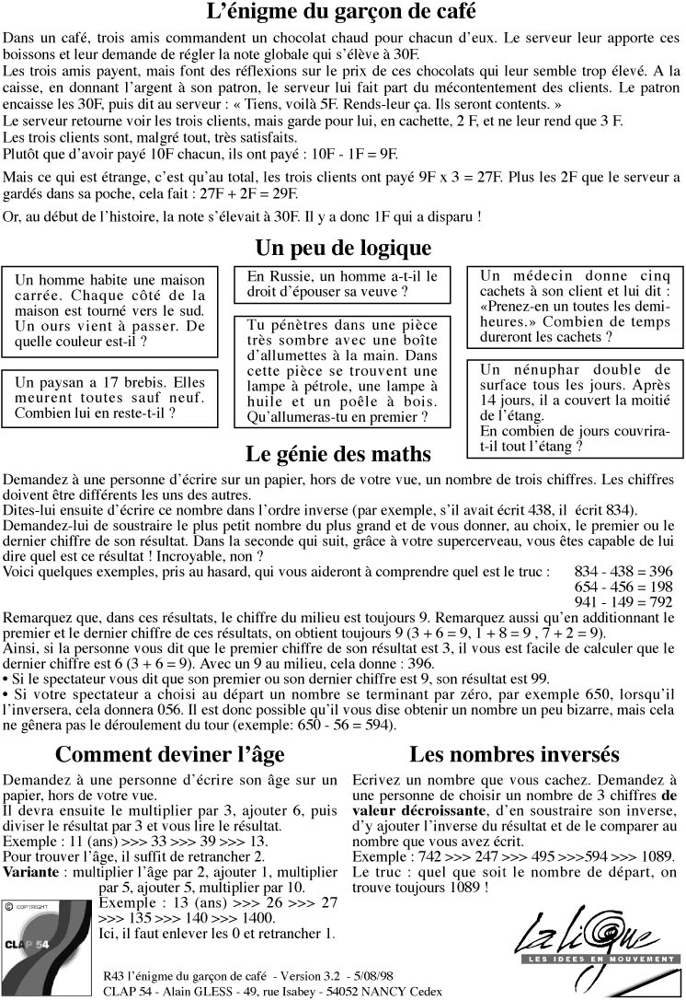 L'énigme du garçon de café
Dans un café, trois amis commandent un chocolat chaud pour chacun d'eux. Le serveur leur apporte ces
boissons et leur demande de régler la note globale qui s'élève à 30F.
Les trois amis payent, mais font des réflexions sur le prix de ces chocolats qui leur semble trop élevé. A la
caisse, en donnant l'argent à son patron, le serveur lui fait part du mécontentement des clients. Le patron
encaisse les 30F, puis dit au serveur : « Tiens, voilà 5F. Rends-leur ça. Ils seront contents. »
Le serveur retourne voir les trois clients, mais garde pour lui, en cachette, 2 F, et ne leur rend que 3 F.
Les trois clients sont, malgré tout, très satisfaits.
Plutôt que d'avoir payé 10F chacun, ils ont payé : 10F - 1F = 9F.
Mais ce qui est étrange, c'est qu'au total, les trois clients ont payé 9F x 3 = 27F. Plus les 2F que le serveur a
gardés dans sa poche, cela fait : 27F + 2F = 29F.
Or, au début de l'histoire, la note s'élevait à 30F. Il y a donc 1F qui a disparu !
Un peu de logique
Un homme habite une maison
carrée. Chaque côté de la
maison est tourné vers le sud.
Un ours vient à passer. De
quelle couleur est-il ?
Un paysan a 17 brebis. Elles
meurent toutes sauf neuf.
Combien lui en reste-t-il ?
En Russie, un homme a-t-il le
droit d'épouser sa veuve ?
Tu pénètres dans une pièce
très sombre avec une boîte
d'allumettes à la main. Dans
cette pièce se trouvent une
lampe à pétrole, une lampe à
huile et un poêle à bois.
Qu'allumeras-tu en premier ?
Un médecin donne cinq
cachets à son client et lui dit :
«Prenez-en un toutes les demi-
heures.» Combien de temps
dureront les cachets ?
Un nénuphar double de
surface tous les jours. Après
14 jours, il a couvert la moitié
de l'étang.
En combien de jours couvrira-
t-il tout l'étang ?
Le génie des maths
Demandez à une personne d'écrire sur un papier, hors de votre vue, un nombre de trois chiffres. Les chiffres
doivent être différents les uns des autres.
Dites-lui ensuite d'écrire ce nombre dans l'ordre inverse (par exemple, s'il avait écrit 438, il écrit 834).
Demandez-lui de soustraire le plus petit nombre du plus grand et de vous donner, au choix, le premier ou le
dernier chiffre de son résultat. Dans la seconde qui suit, grâce à votre supercerveau, vous êtes capable de lui
dire quel est ce résultat ! Incroyable, non ?
Voici quelques exemples, pris au hasard, qui vous aideront à comprendre quel est le truc : 834 - 438 = 396
654 - 456 = 198
941 - 149 = 792
Remarquez que, dans ces résultats, le chiffre du milieu est toujours 9. Remarquez aussi qu'en additionnant le
premier et le dernier chiffre de ces résultats, on obtient toujours 9 (3 + 6 = 9, 1 + 8 = 9 , 7 + 2 = 9).
Ainsi, si la personne vous dit que le premier chiffre de son résultat est 3, il vous est facile de calculer que le
dernier chiffre est 6 (3 + 6 = 9). Avec un 9 au milieu, cela donne : 396.
• Si le spectateur vous dit que son premier ou son dernier chiffre est 9, son résultat est 99.
• Si votre spectateur a choisi au départ un nombre se terminant par zéro, par exemple 650, lorsqu'il
l'inversera, cela donnera 056. Il est donc possible qu'il vous dise obtenir un nombre un peu bizarre, mais cela
ne gênera pas le déroulement du tour (exemple: 650 - 56 = 594).
Comment deviner l'âge
Demandez à une personne d'écrire son âge sur un
papier, hors de votre vue.
Il devra ensuite le multiplier par 3, ajouter 6, puis
diviser le résultat par 3 et vous lire le résultat.
Exemple : 11 (ans) >>> 33 >>> 39 >>> 13.
Pour trouver l'âge, il suffit de retrancher 2.
Variante : multiplier l'âge par 2, ajouter 1, multiplier
par 5, ajouter 5, multiplier par 10.
Exemple : 13 (ans) >>> 26 >>> 27
>>> 135 >>> 140 >>> 1400.
Ici, il faut enlever les 0 et retrancher 1.
Les nombres inversés
Ecrivez un nombre que vous cachez. Demandez à
une personne de choisir un nombre de 3 chiffres de
valeur décroissante, d'en soustraire son inverse,
d'y ajouter l'inverse du résultat et de le comparer au
nombre que vous avez écrit.
Exemple : 742 >>> 247 >>> 495 >>>594 >>> 1089.
Le truc : quel que soit le nombre de départ, on
trouve toujours 1089 !
© COPYRIGHT
CLAP 54
la ligue
LES IDEES EN MOUVEMENT
R43 l'énigme du garçon de café - Version 3.2 - 5/08/98
CLAP 54 - Alain GLESS - 49, rue Isabey - 54052 NANCY Cedex